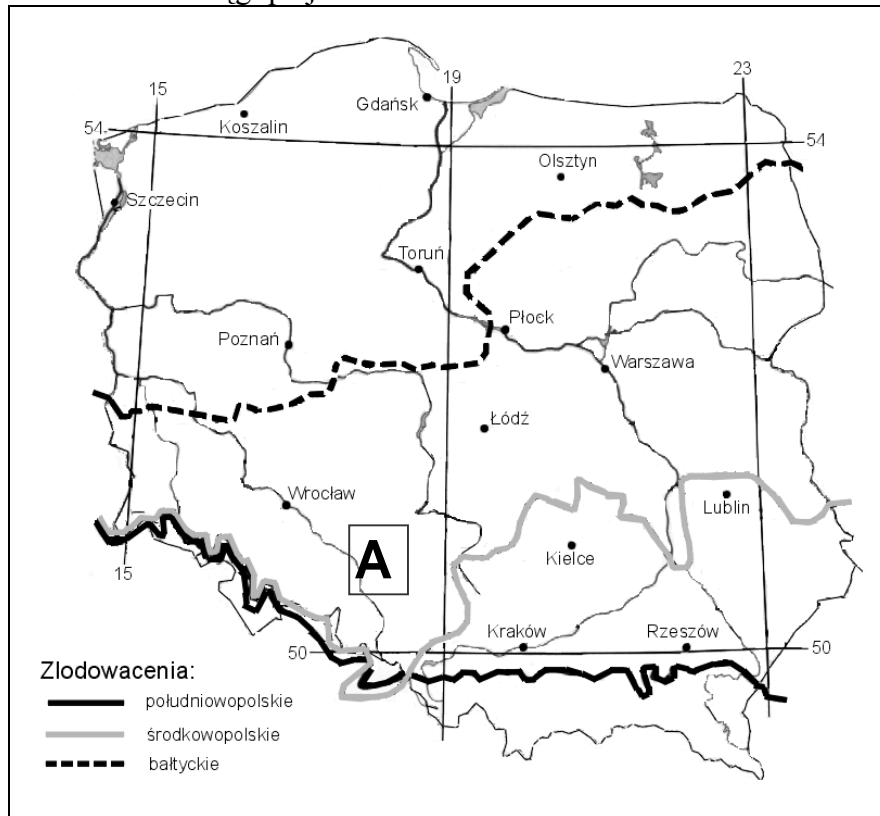 15
19
23
Gdańsk
Koszalin
54
54
Olsztyn
Szczecin
Toruń
Płock
Poznań
Warszawa
Łódź
Wrocław
Lublin
A
Kielce
15
Kraków
Rzeszów
50
50
Zlodowacenia:
południowopolskie
środkowopolskie
bałtyckie